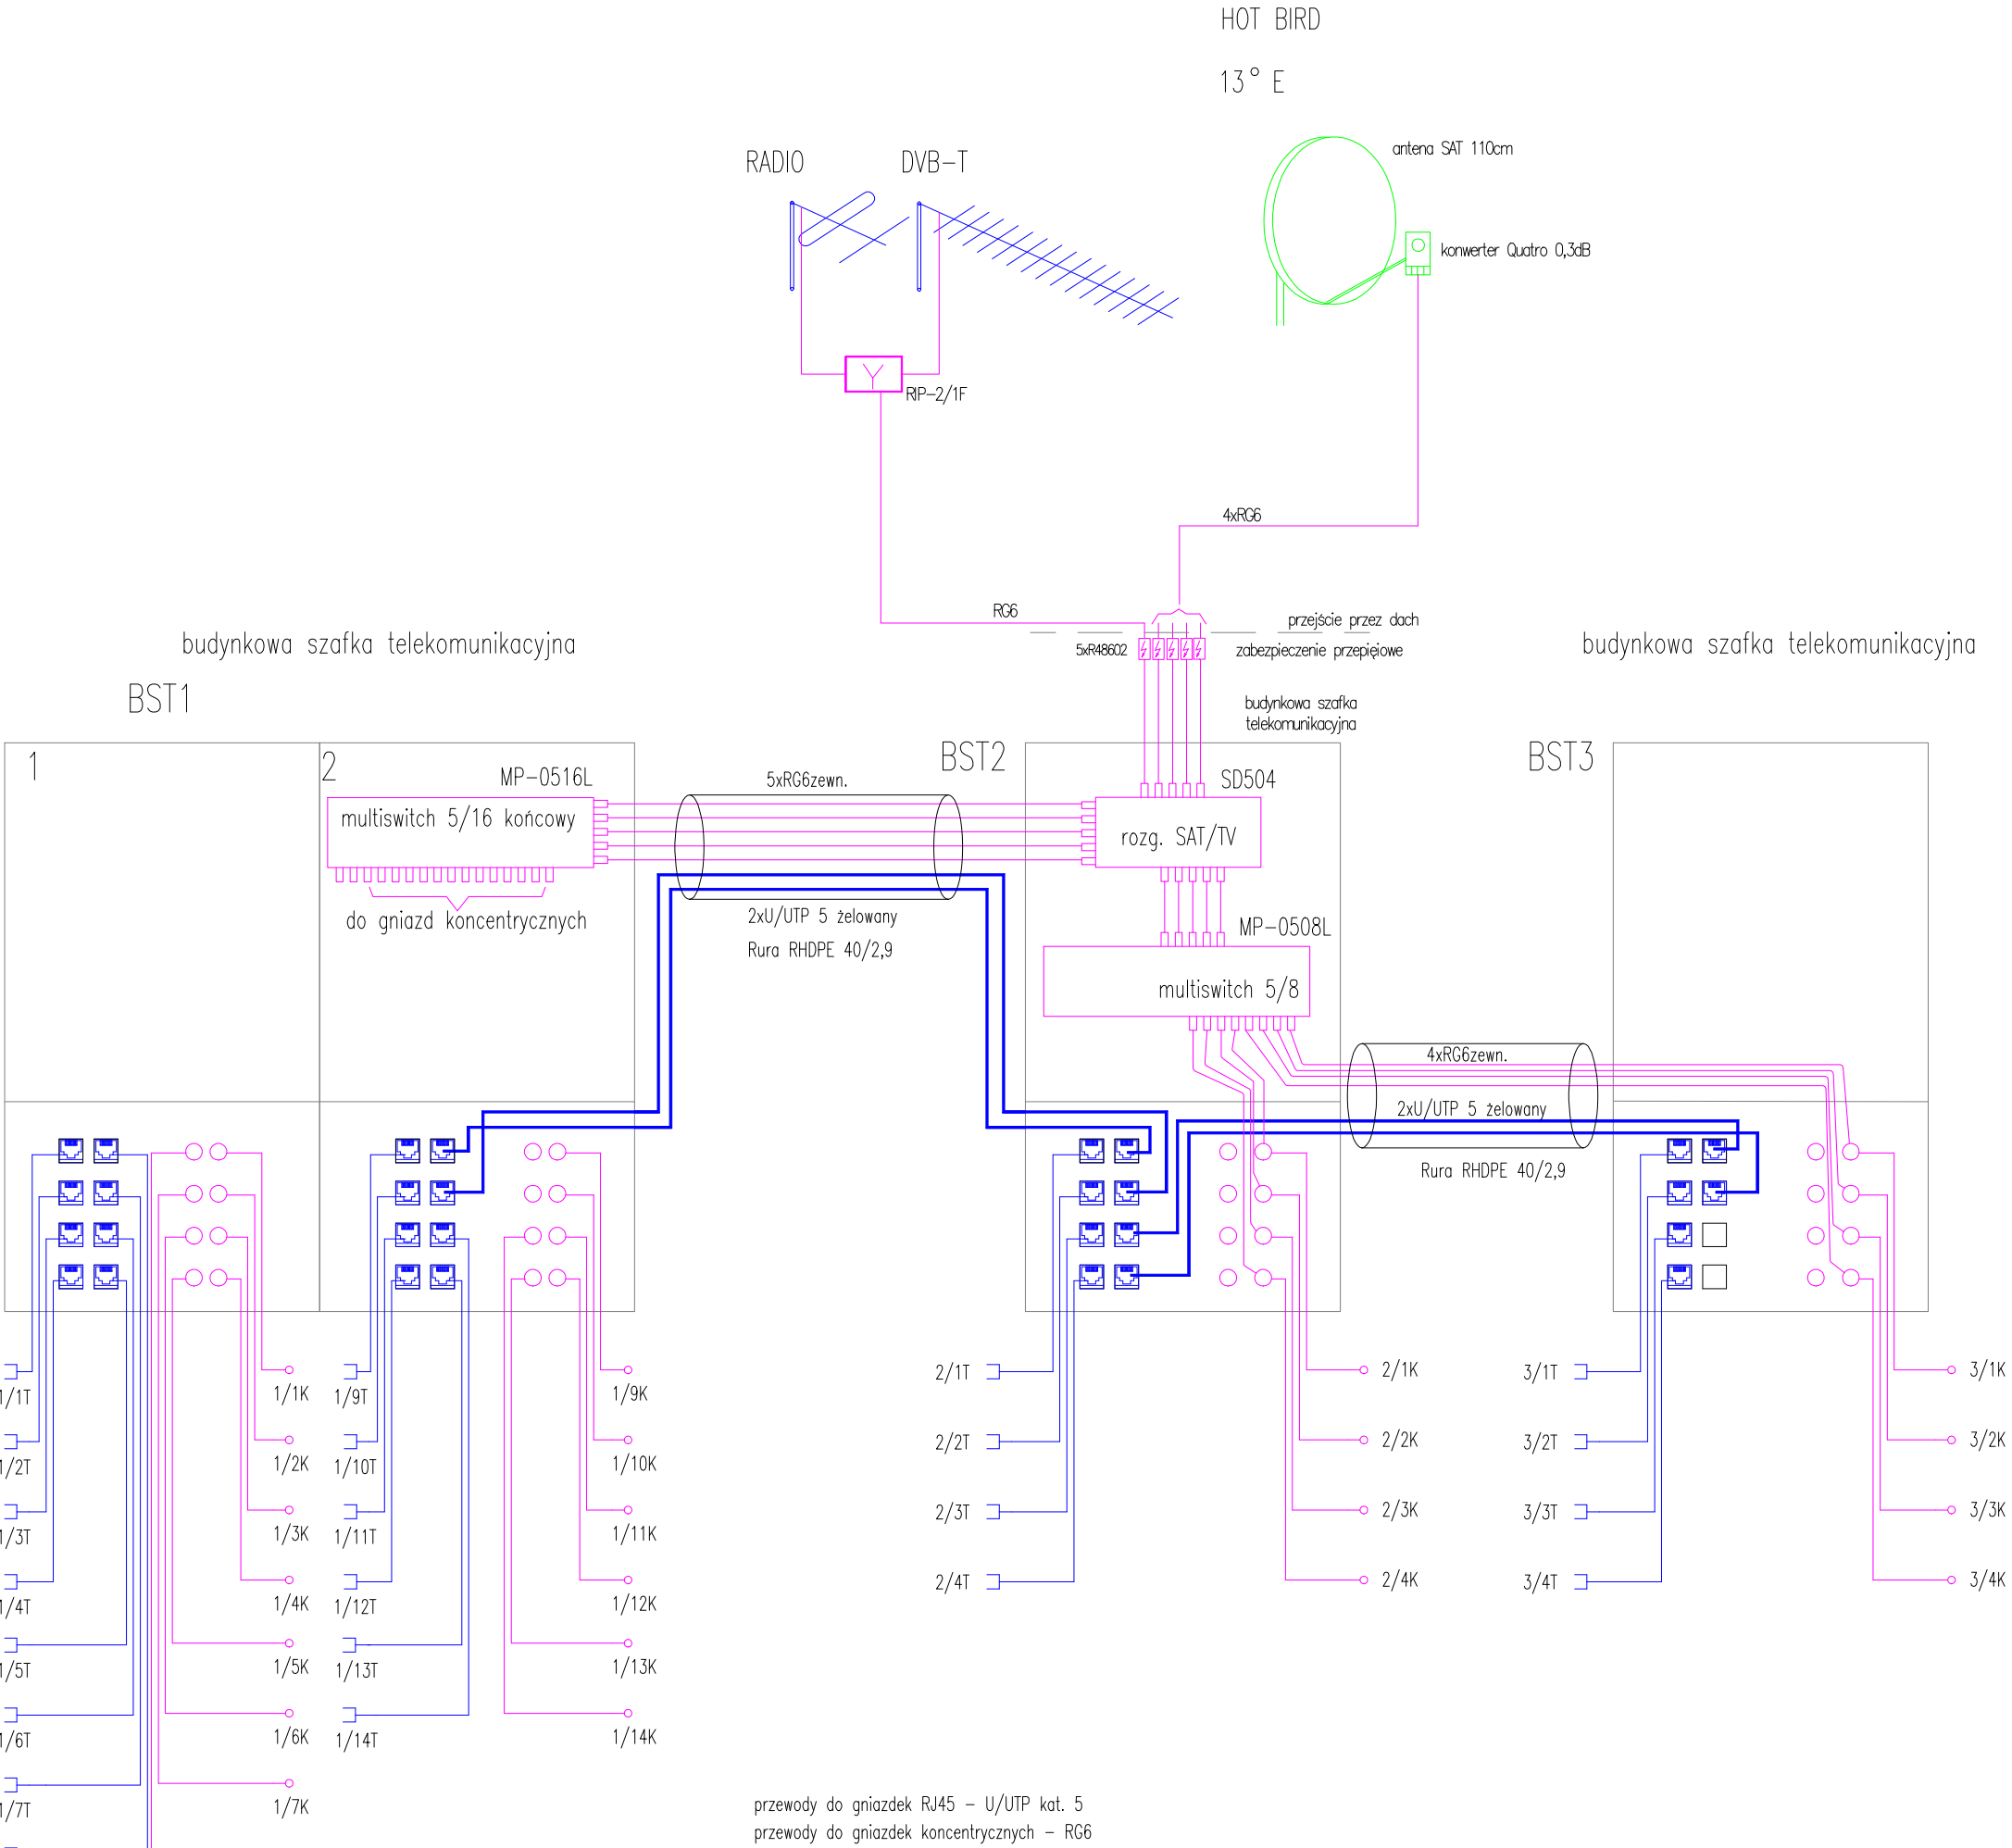 HOT BIRD
13° E
antena SAT 110cm
RADIO
DVB-T
konwerter Quatro 0,3dB
RIP-2/1F
4xRG6
RG6
przejście przez dach
5xR48602
zabezpieczenie przepięiowe
budynkowa szafka telekomunikacyjna
budynkowa szafka telekomunikacyjna
BST1
budynkowa szafka
telekomunikacyjna
BST2
BST3
1
2
MP-0516L
5xRG6zewn.
SD504
multiswitch 5/16 końcowy
rozg. SAT/TV
do gniazd koncentrycznych
2xU/UTP 5 żelowany
Rura RHDPE 40/2,9
MP-0508L
multiswitch 5/8
4xRG6zewn.
2xU/UTP 5 żelowany
Rura RHDPE 40/2,9
1/1T
1/1K
1/9T
1/9K
2/1T
2/1K
3/1T
3/1K
1/2T
1/2K
1/10T
1/10K
2/2T
2/2K
3/2T
3/2K
1/3T
1/3K
1/11T
1/11K
2/3T
2/3K
3/3T
3/3K
1/4T
1/4K
1/12T
1/12K
2/4T
2/4K
3/4T
3/4K
1/5T
1/5K
1/13T
1/13K
1/6T
1/6K
1/14T
1/14K
1/7T
1/7K
przewody do gniazdek RJ45 - U/UTP kat. 5
przewody do gniazdek koncentrycznych - RG6